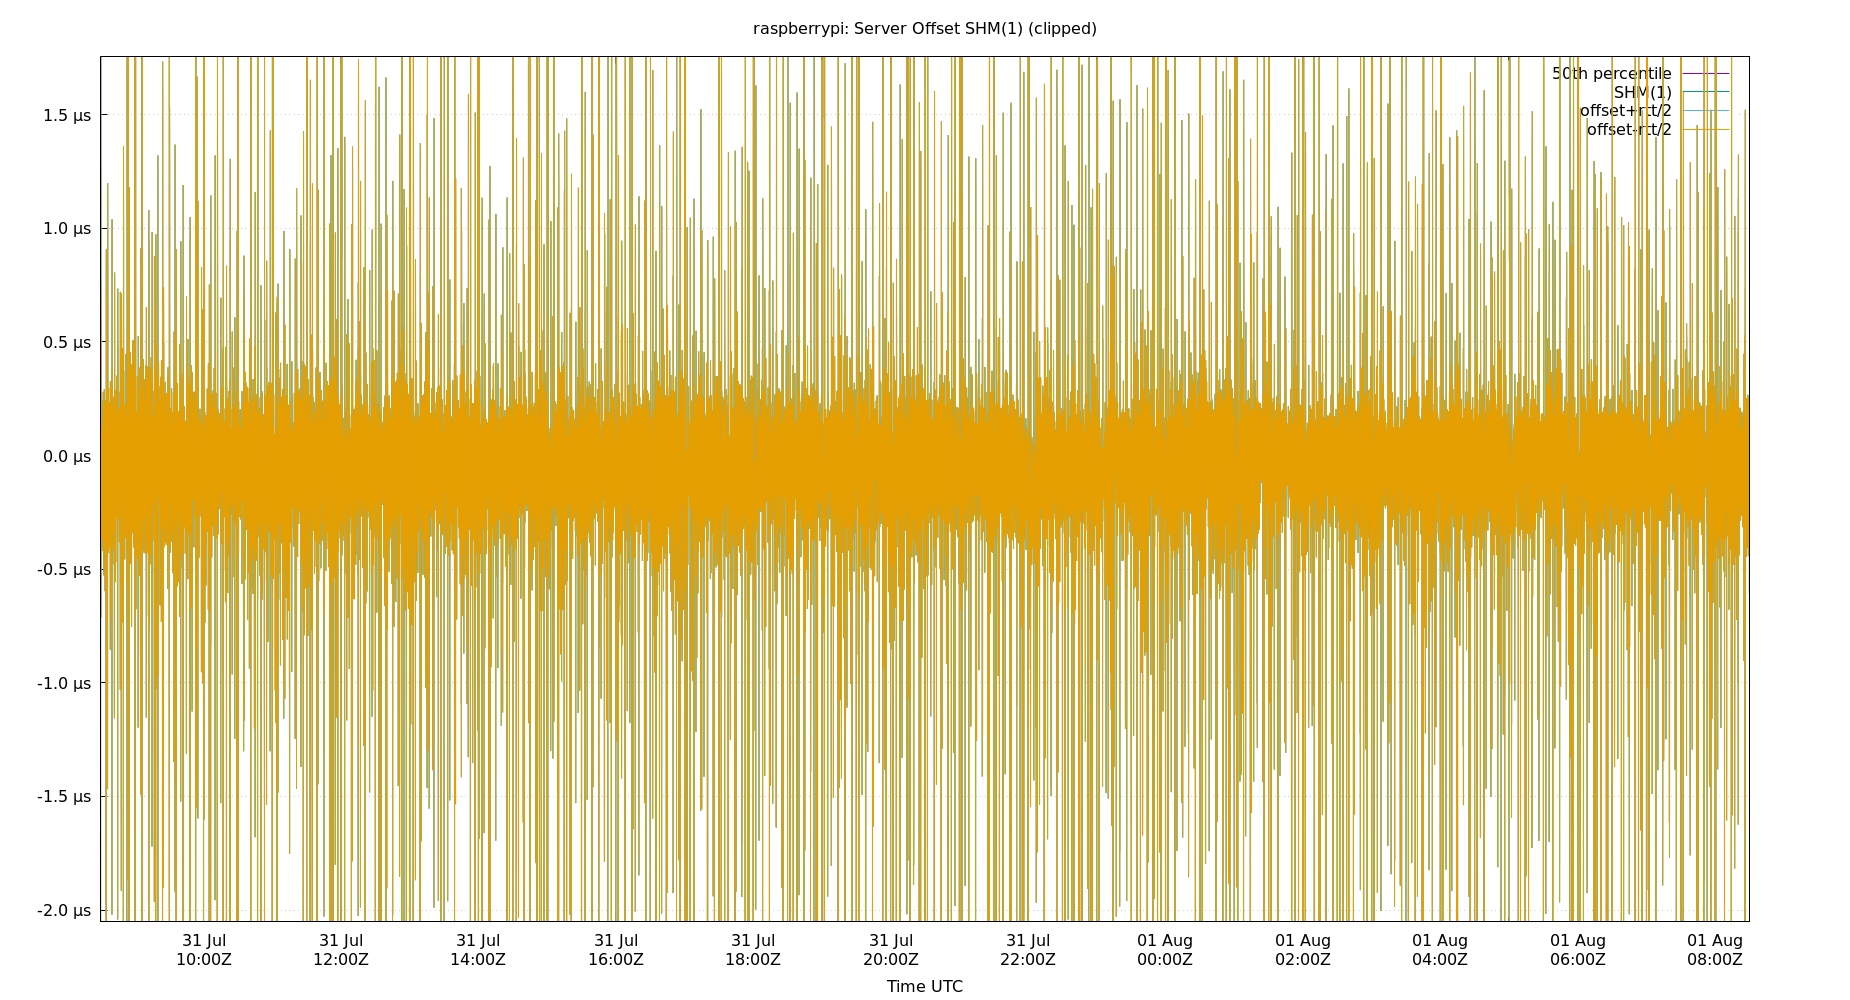 raspberrypi: Server Offset SHM(1) (clipped)
50th percentile
SHM(1)
offset+rtt/2
offset-rtt/2
1.5 µs
1.0 µs
0.5 µs
0.0 µs
-0.5 µs
-1.0 µs
-1.5 µs
-2.0 µs
31 Jul 31 Jul 31 Jul 31 Jul 31 Jul 31 Jul 31 Jul 01 Aug 01 Aug 01 Aug 01 Aug 01 Aug
10:00Z 12:00Z 14:00Z 16:00Z 18:00Z 20:00Z 22:00Z 00:00Z 02:00Z 04:00Z 06:00Z 08:00Z
Time UTC